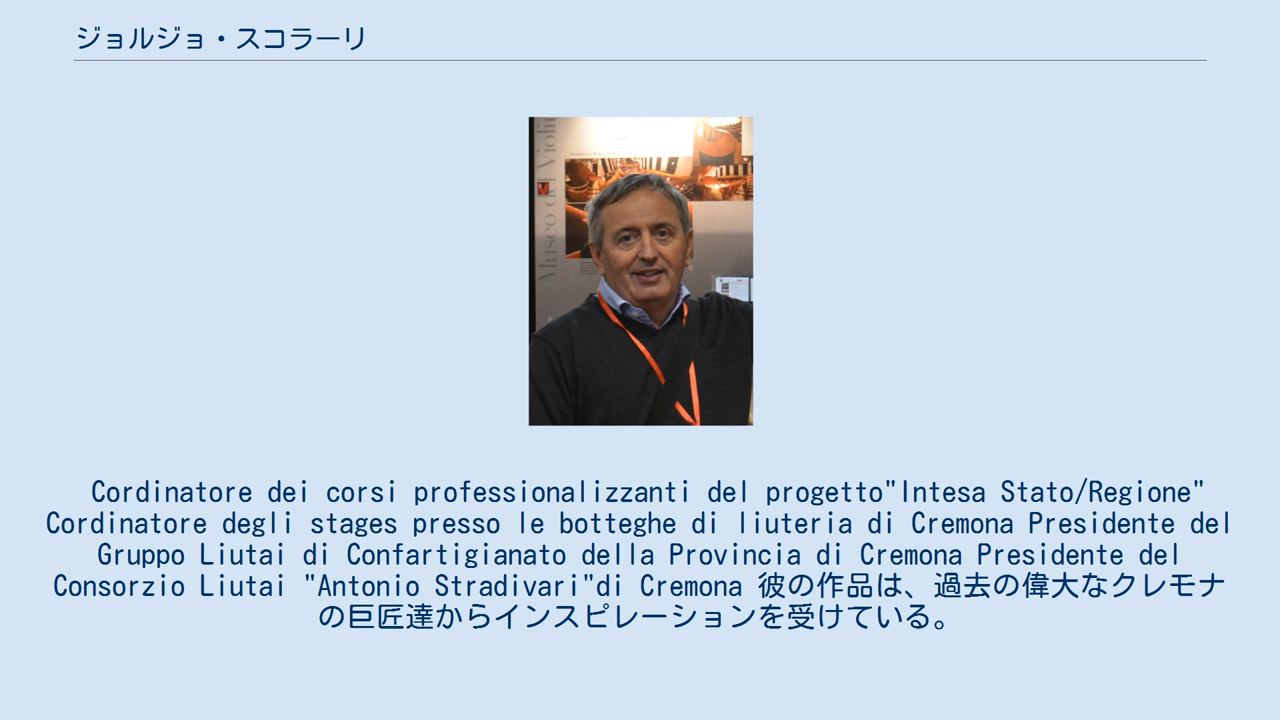 ジョルジョ・スコラーリ
Museo del Violin
Cordinatore dei corsi professionalizzanti del progetto"Intesa Stato/Regione"
Cordinatore degli stages presso le botteghe di liuteria di Cremona Presidente del
Gruppo Liutai di Confartigianato della Provincia di Cremona Presidente del
Consorzio Liutai "Antonio Stradivari"di Cremona 彼の作品は、過去の偉大なクレモナ
の巨匠達からインスピレーションを受けている。